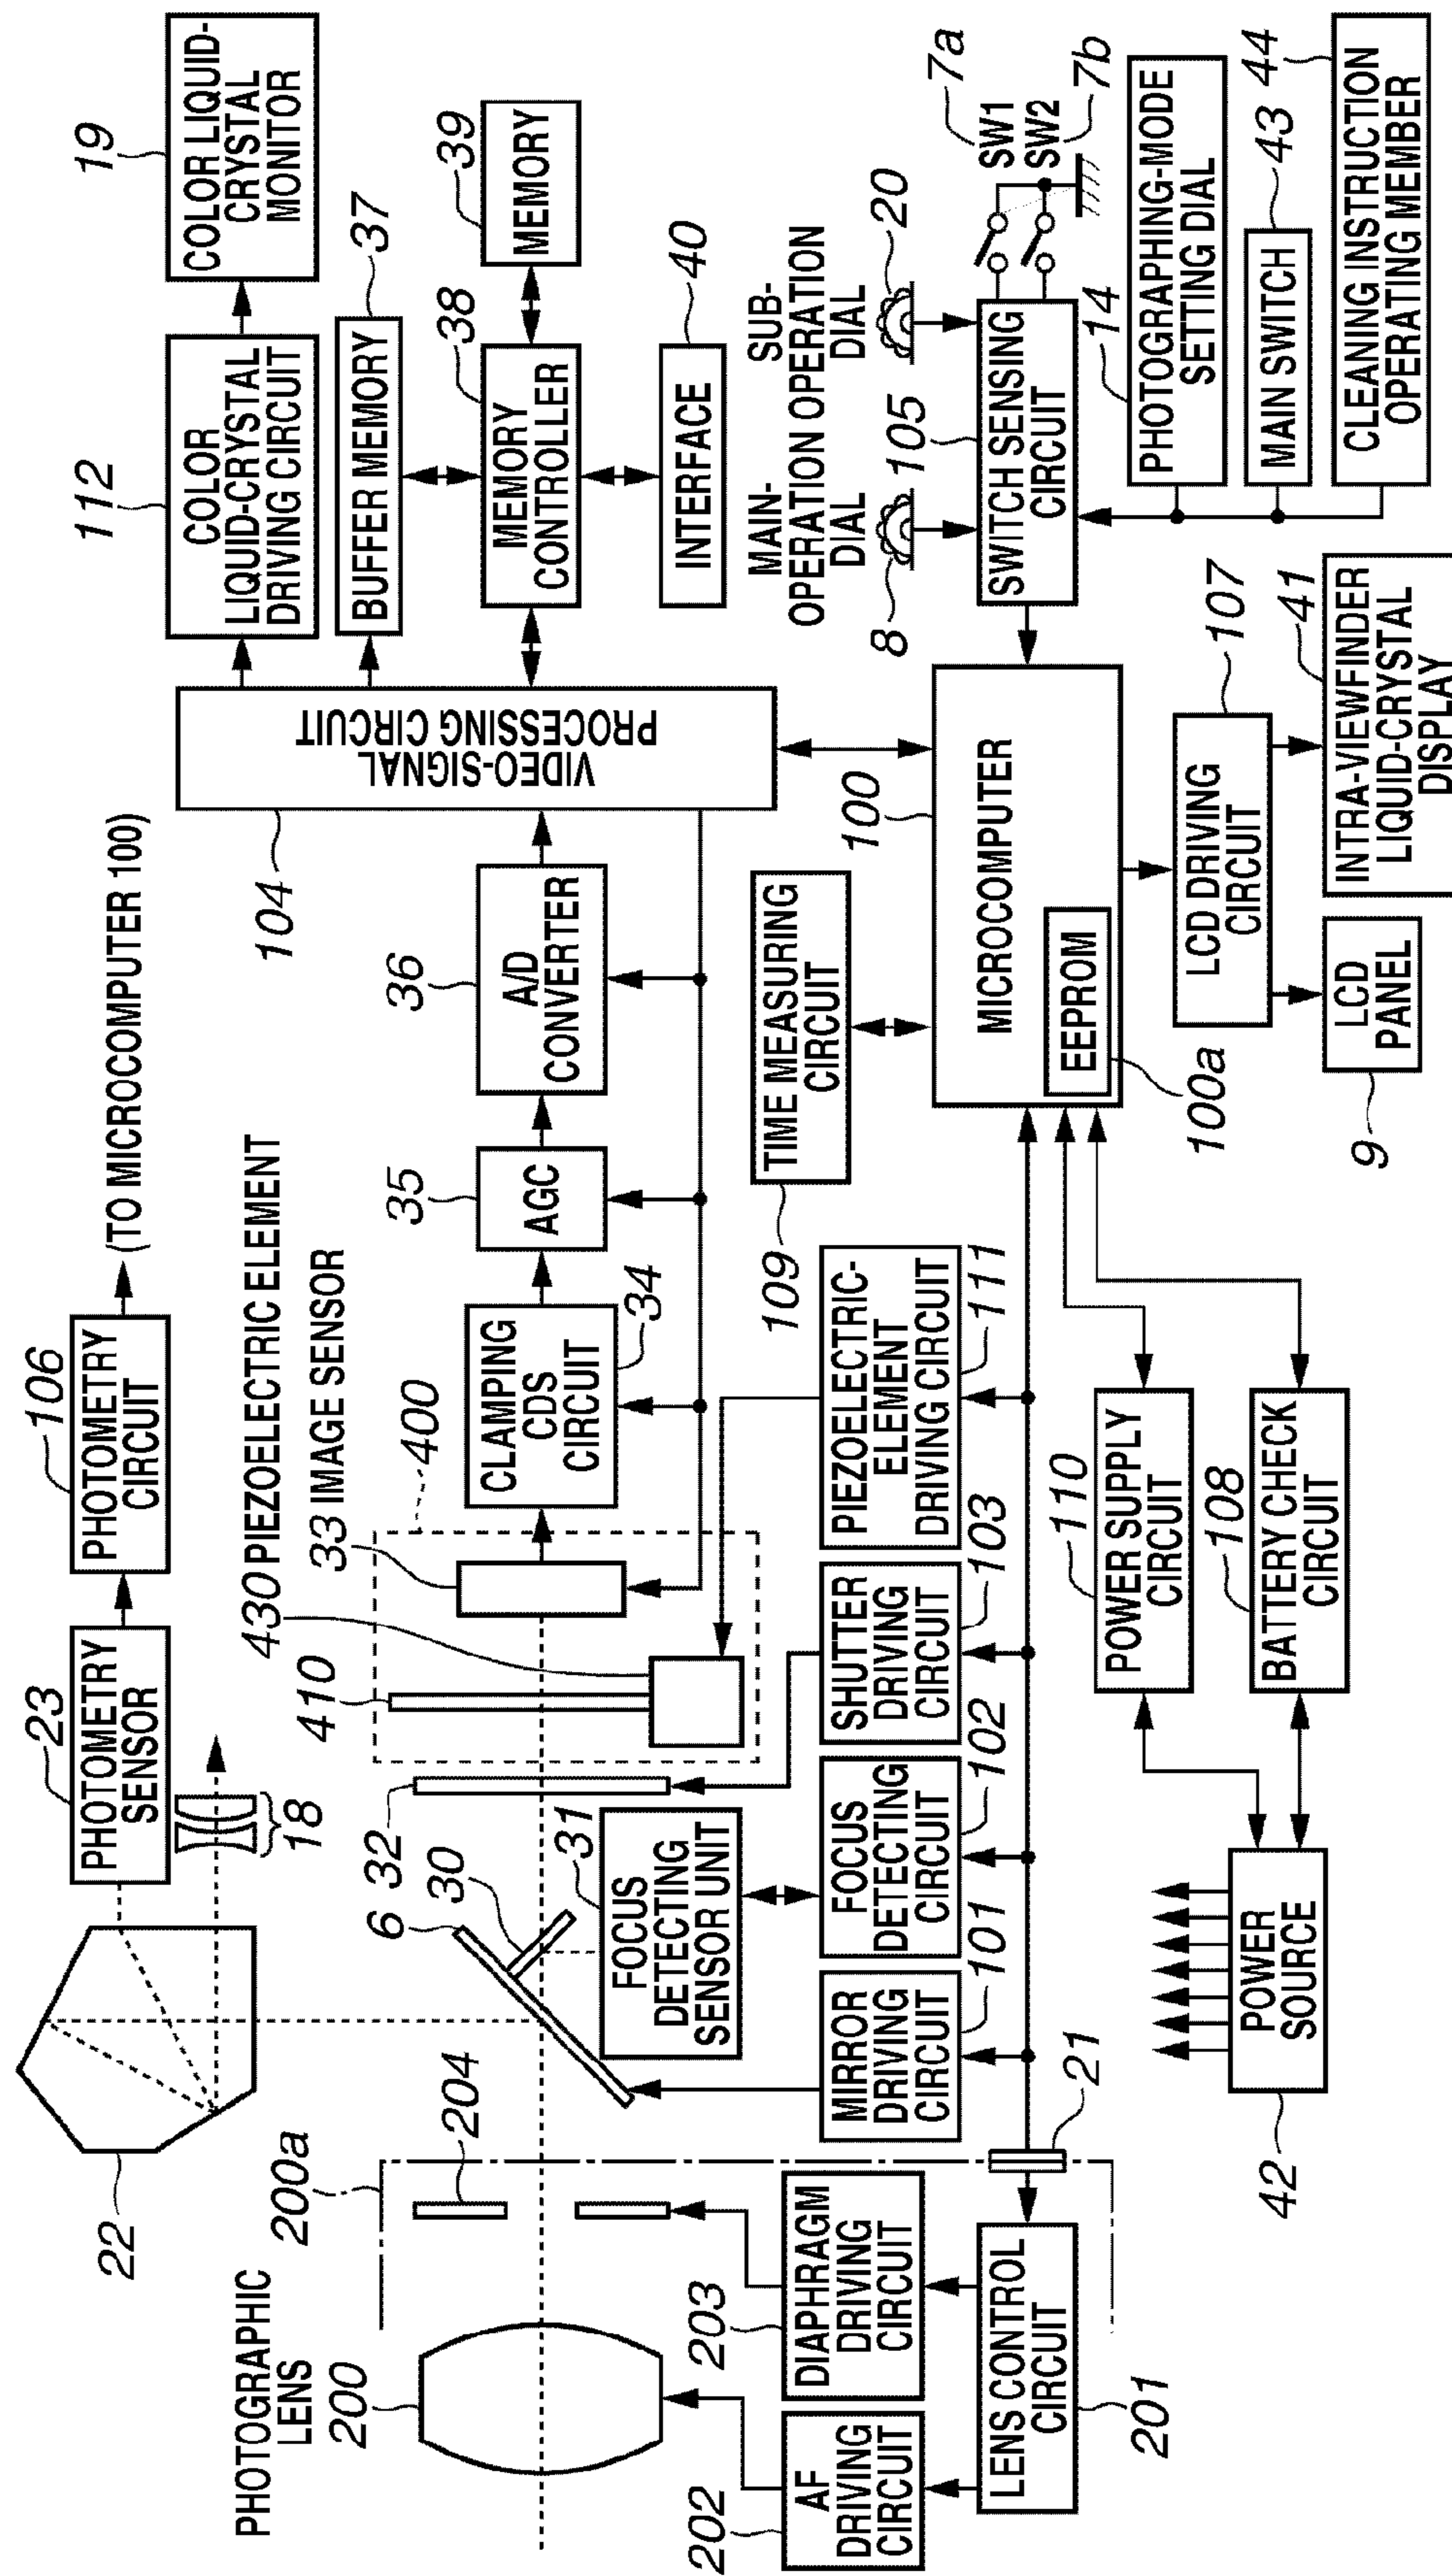 22
23
PHOTOMETRY
SENSOR
106
PHOTOMETRY
CIRCUIT
(TO MICROCOMPUTER 100)
18
112
COLOR
LIQUID-CRYSTAL
DRIVING CIRCUIT
19
COLOR LIQUID-
CRYSTAL
MONITOR
BUFFER MEMORY
37
104
VIDEO-SIGNAL
PROCESSING CIRCUIT
38
MEMORY
CONTROLLER
39
MEMORY
INTERFACE
40
PHOTOGRAPHIC
LENS
200
200a
204
6
30
32
410
430 PIEZOELECTRIC ELEMENT
33 IMAGE SENSOR
400
CLAMPING
CDS
CIRCUIT
34
35
AGC
36
A/D
CONVERTER
31
FOCUS
DETECTING
SENSOR UNIT
202
AF
DRIVING
CIRCUIT
203
DIAPHRAGM
DRIVING
CIRCUIT
MIRROR
DRIVING
CIRCUIT
101
FOCUS
DETECTING
CIRCUIT
102
SHUTTER
DRIVING
CIRCUIT
103
PIEZOELECTRIC-
ELEMENT
DRIVING CIRCUIT
111
109
TIME MEASURING
CIRCUIT
100
MICROCOMPUTER
EEPROM
100a
MAIN-
OPERATION
DIAL
SUB-
OPERATION
DIAL
8
105
20
SWITCH SENSING
CIRCUIT
7a
SW1
SW2
7b
201
LENS CONTROL
CIRCUIT
21
42
POWER
SOURCE
110
POWER SUPPLY
CIRCUIT
108
BATTERY CHECK
CIRCUIT
LCD DRIVING
CIRCUIT
107
9
LCD
PANEL
41
INTRA-VIEWFINDER
LIQUID-CRYSTAL
DISPLAY
14
PHOTOGRAPHING-MODE
SETTING DIAL
MAIN SWITCH
43
CLEANING INSTRUCTION
OPERATING MEMBER
44